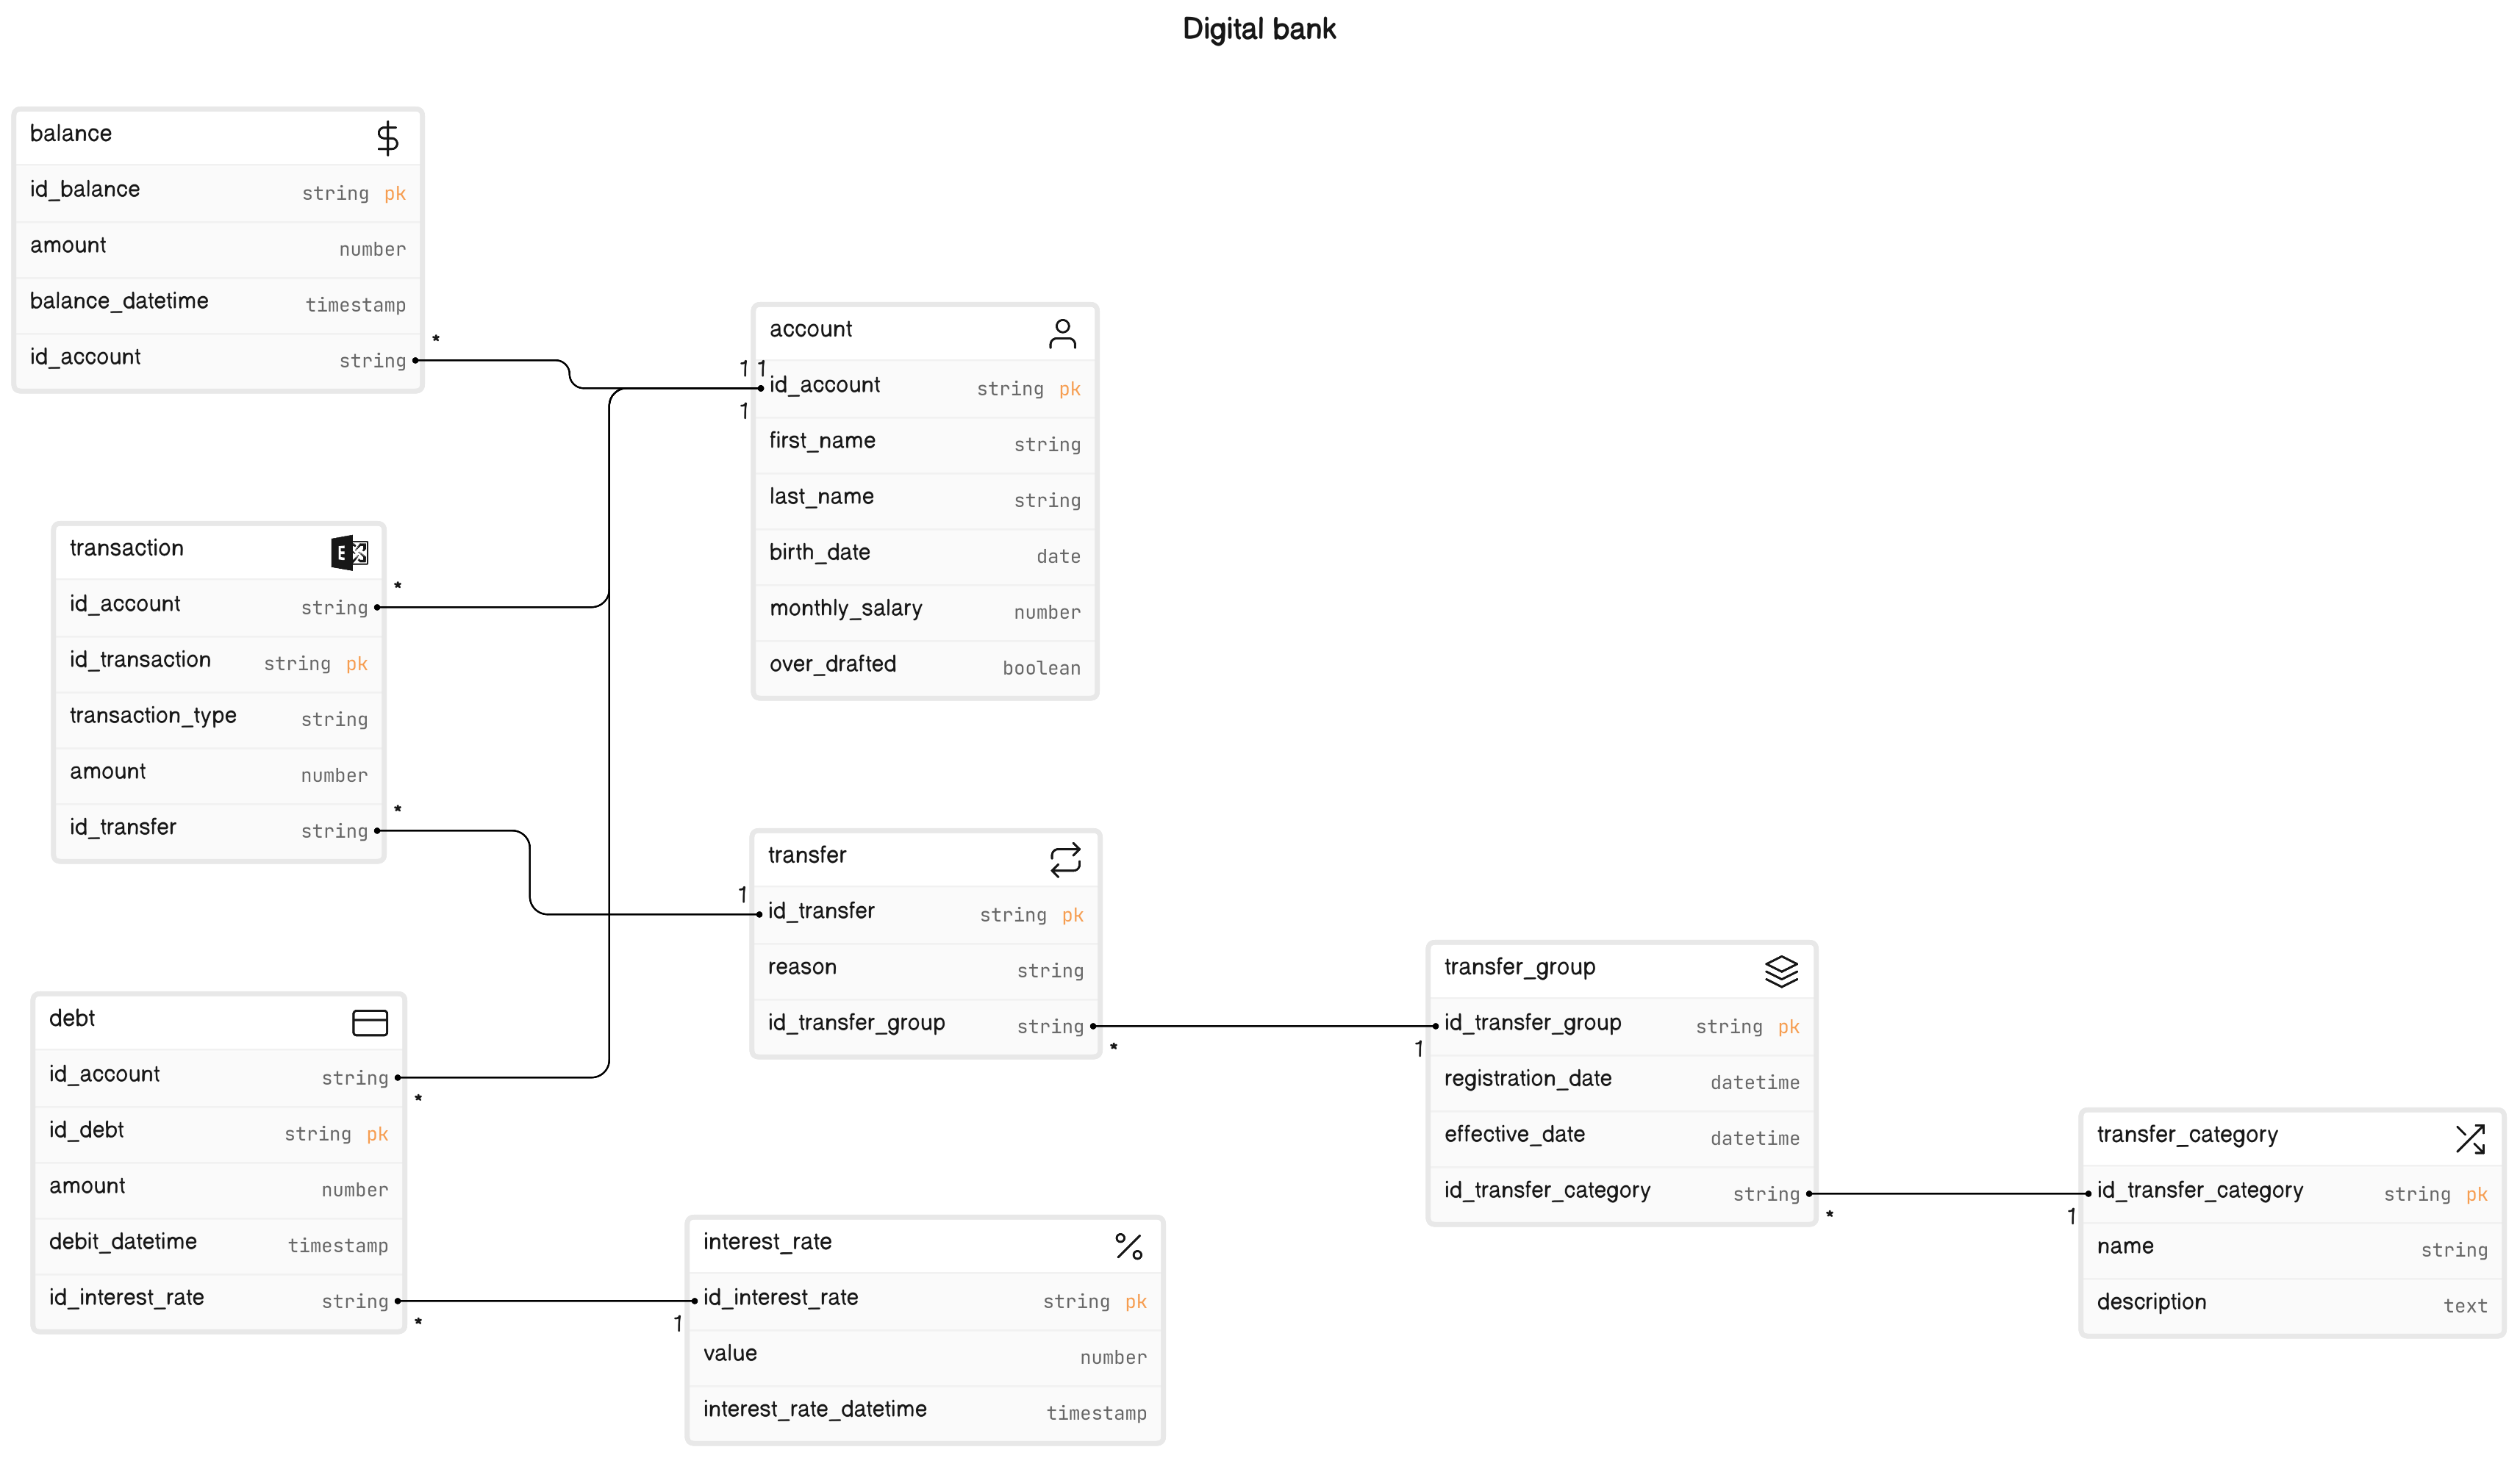 Digital bank
balance
id_balance string pk
amount number
balance_datetime timestamp
id_account string
*
1 1
1
account
id_account string pk
first_name string
last_name string
birth_date date
monthly_salary number
over_drafted boolean
transaction
E
*
id_account string
id_transaction string pk
transaction_type string
amount number
*
id_transfer string
1
transfer
id_transfer string pk
reason string
id_transfer_group string
*
1
transfer_group
id_transfer_group string pk
registration_date datetime
effective_date datetime
id_transfer_category string
*
1
transfer_category
id_transfer_category string pk
name string
description text
debt
id_account string
*
id_debt string pk
amount number
debit_datetime timestamp
id_interest_rate string
*
1
interest_rate
id_interest_rate string pk
value number
interest_rate_datetime timestamp